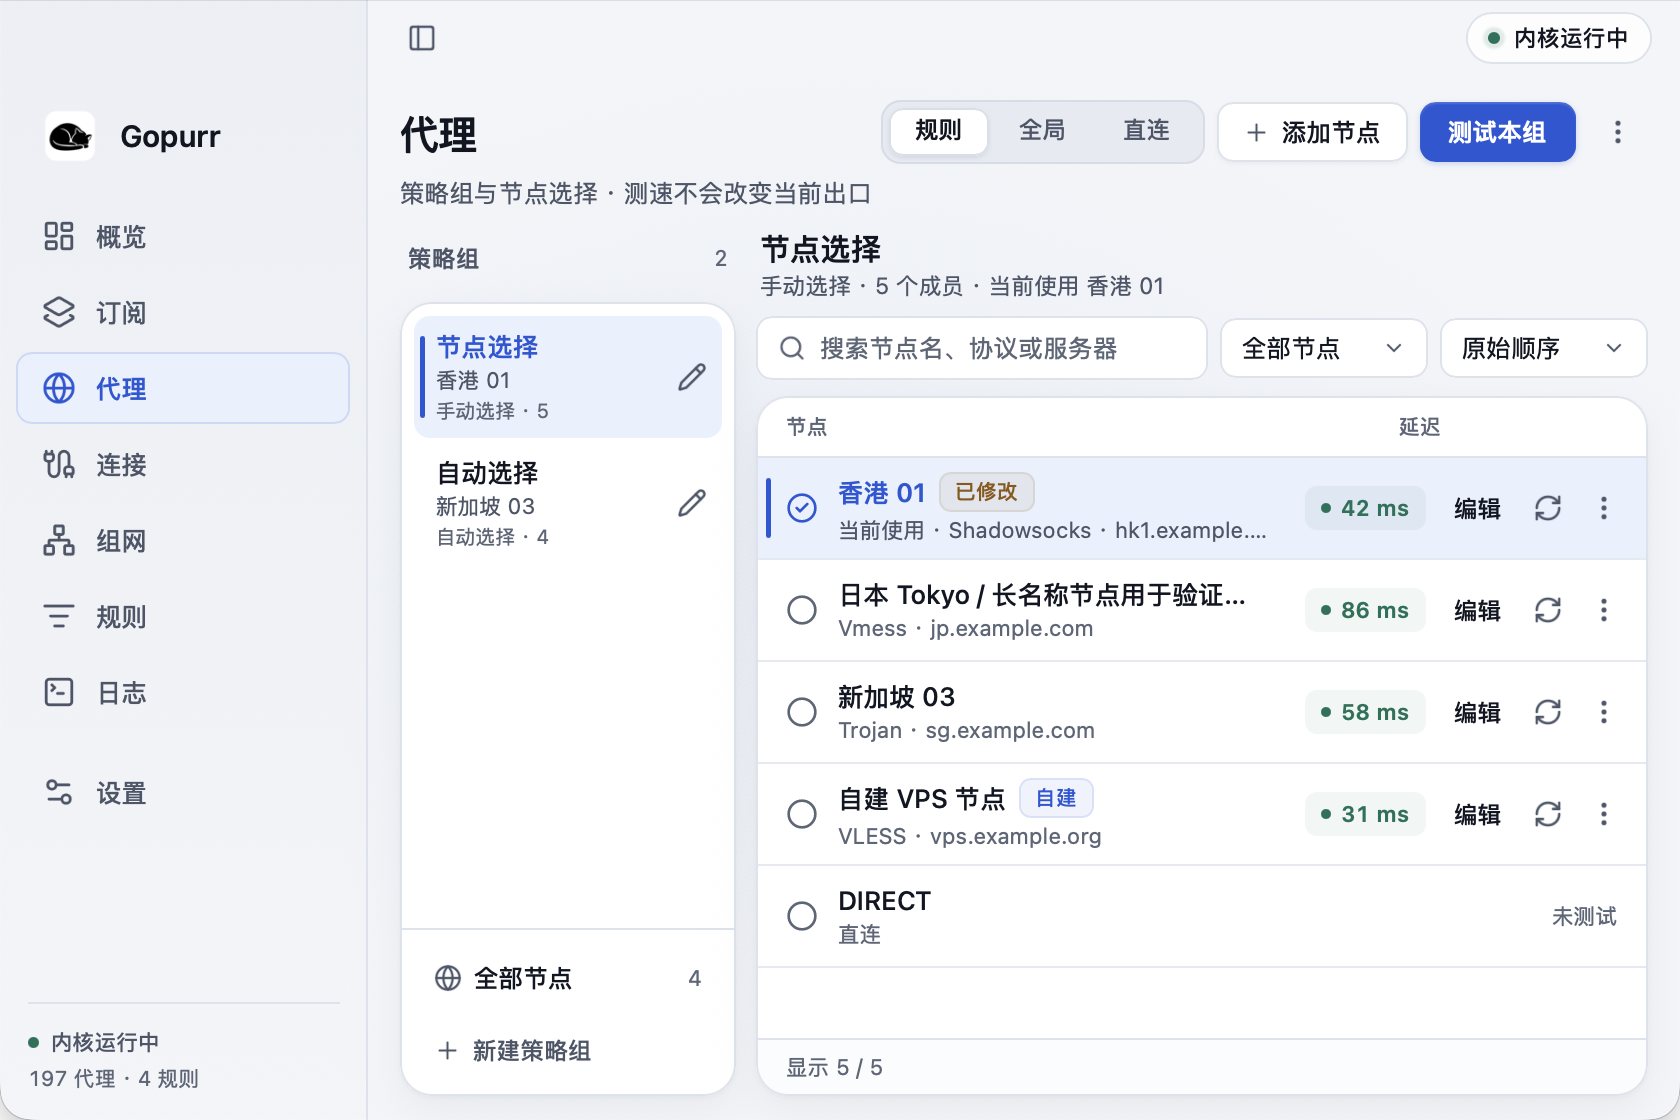 内核运行中
Gopurr
概览
订阅
代理
连接
组网
规则
日志
设置
内核运行中
197 代理 · 4 规则
代理
规则 全局 直连
添加节点
测试本组
策略组与节点选择 · 测速不会改变当前出口
策略组 2
节点选择
香港 01
手动选择 · 5
自动选择
新加坡 03
自动选择 · 4
全部节点 4
新建策略组
节点选择
手动选择 · 5 个成员 · 当前使用 香港 01
搜索节点名、协议或服务器
全部节点
原始顺序
节点 延迟
香港 01 已修改
当前使用 · Shadowsocks · hk1.example....
42 ms 编辑
日本 Tokyo / 长名称节点用于验证...
Vmess · jp.example.com
86 ms 编辑
新加坡 03
Trojan · sg.example.com
58 ms 编辑
自建 VPS 节点 自建
VLESS · vps.example.org
31 ms 编辑
DIRECT
直连
未测试
显示 5 / 5